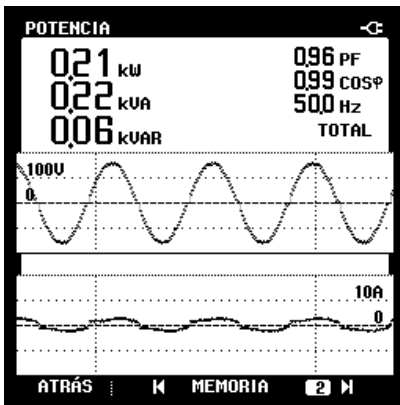 POTENCIA
0,21 kW
0,22 kVA
0,06 kVAR
0,96 PF
0,99 COSφ
50,0 Hz
TOTAL
100V
0
10A
0
ATRÁS
MEMORIA
2